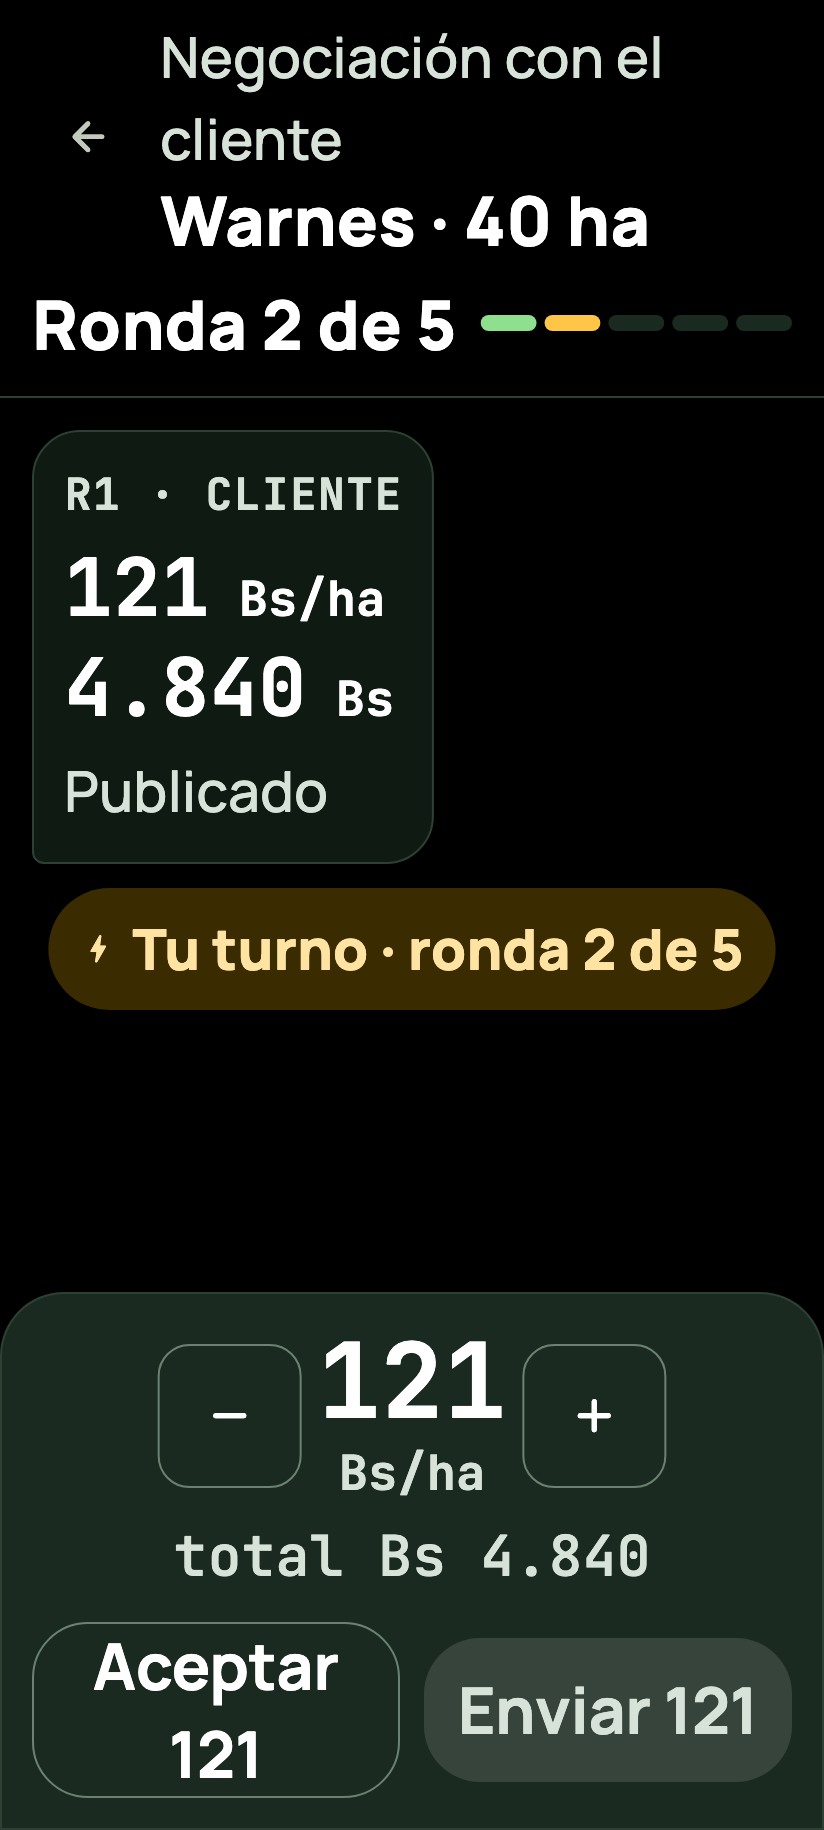 Negociación con el
cliente
Warnes · 40 ha
Ronda 2 de 5
R1 · CLIENTE
121 Bs/ha
4.840 Bs
Publicado
Tu turno · ronda 2 de 5
− 121 +
Bs/ha
total Bs 4.840
Aceptar
121
Enviar 121